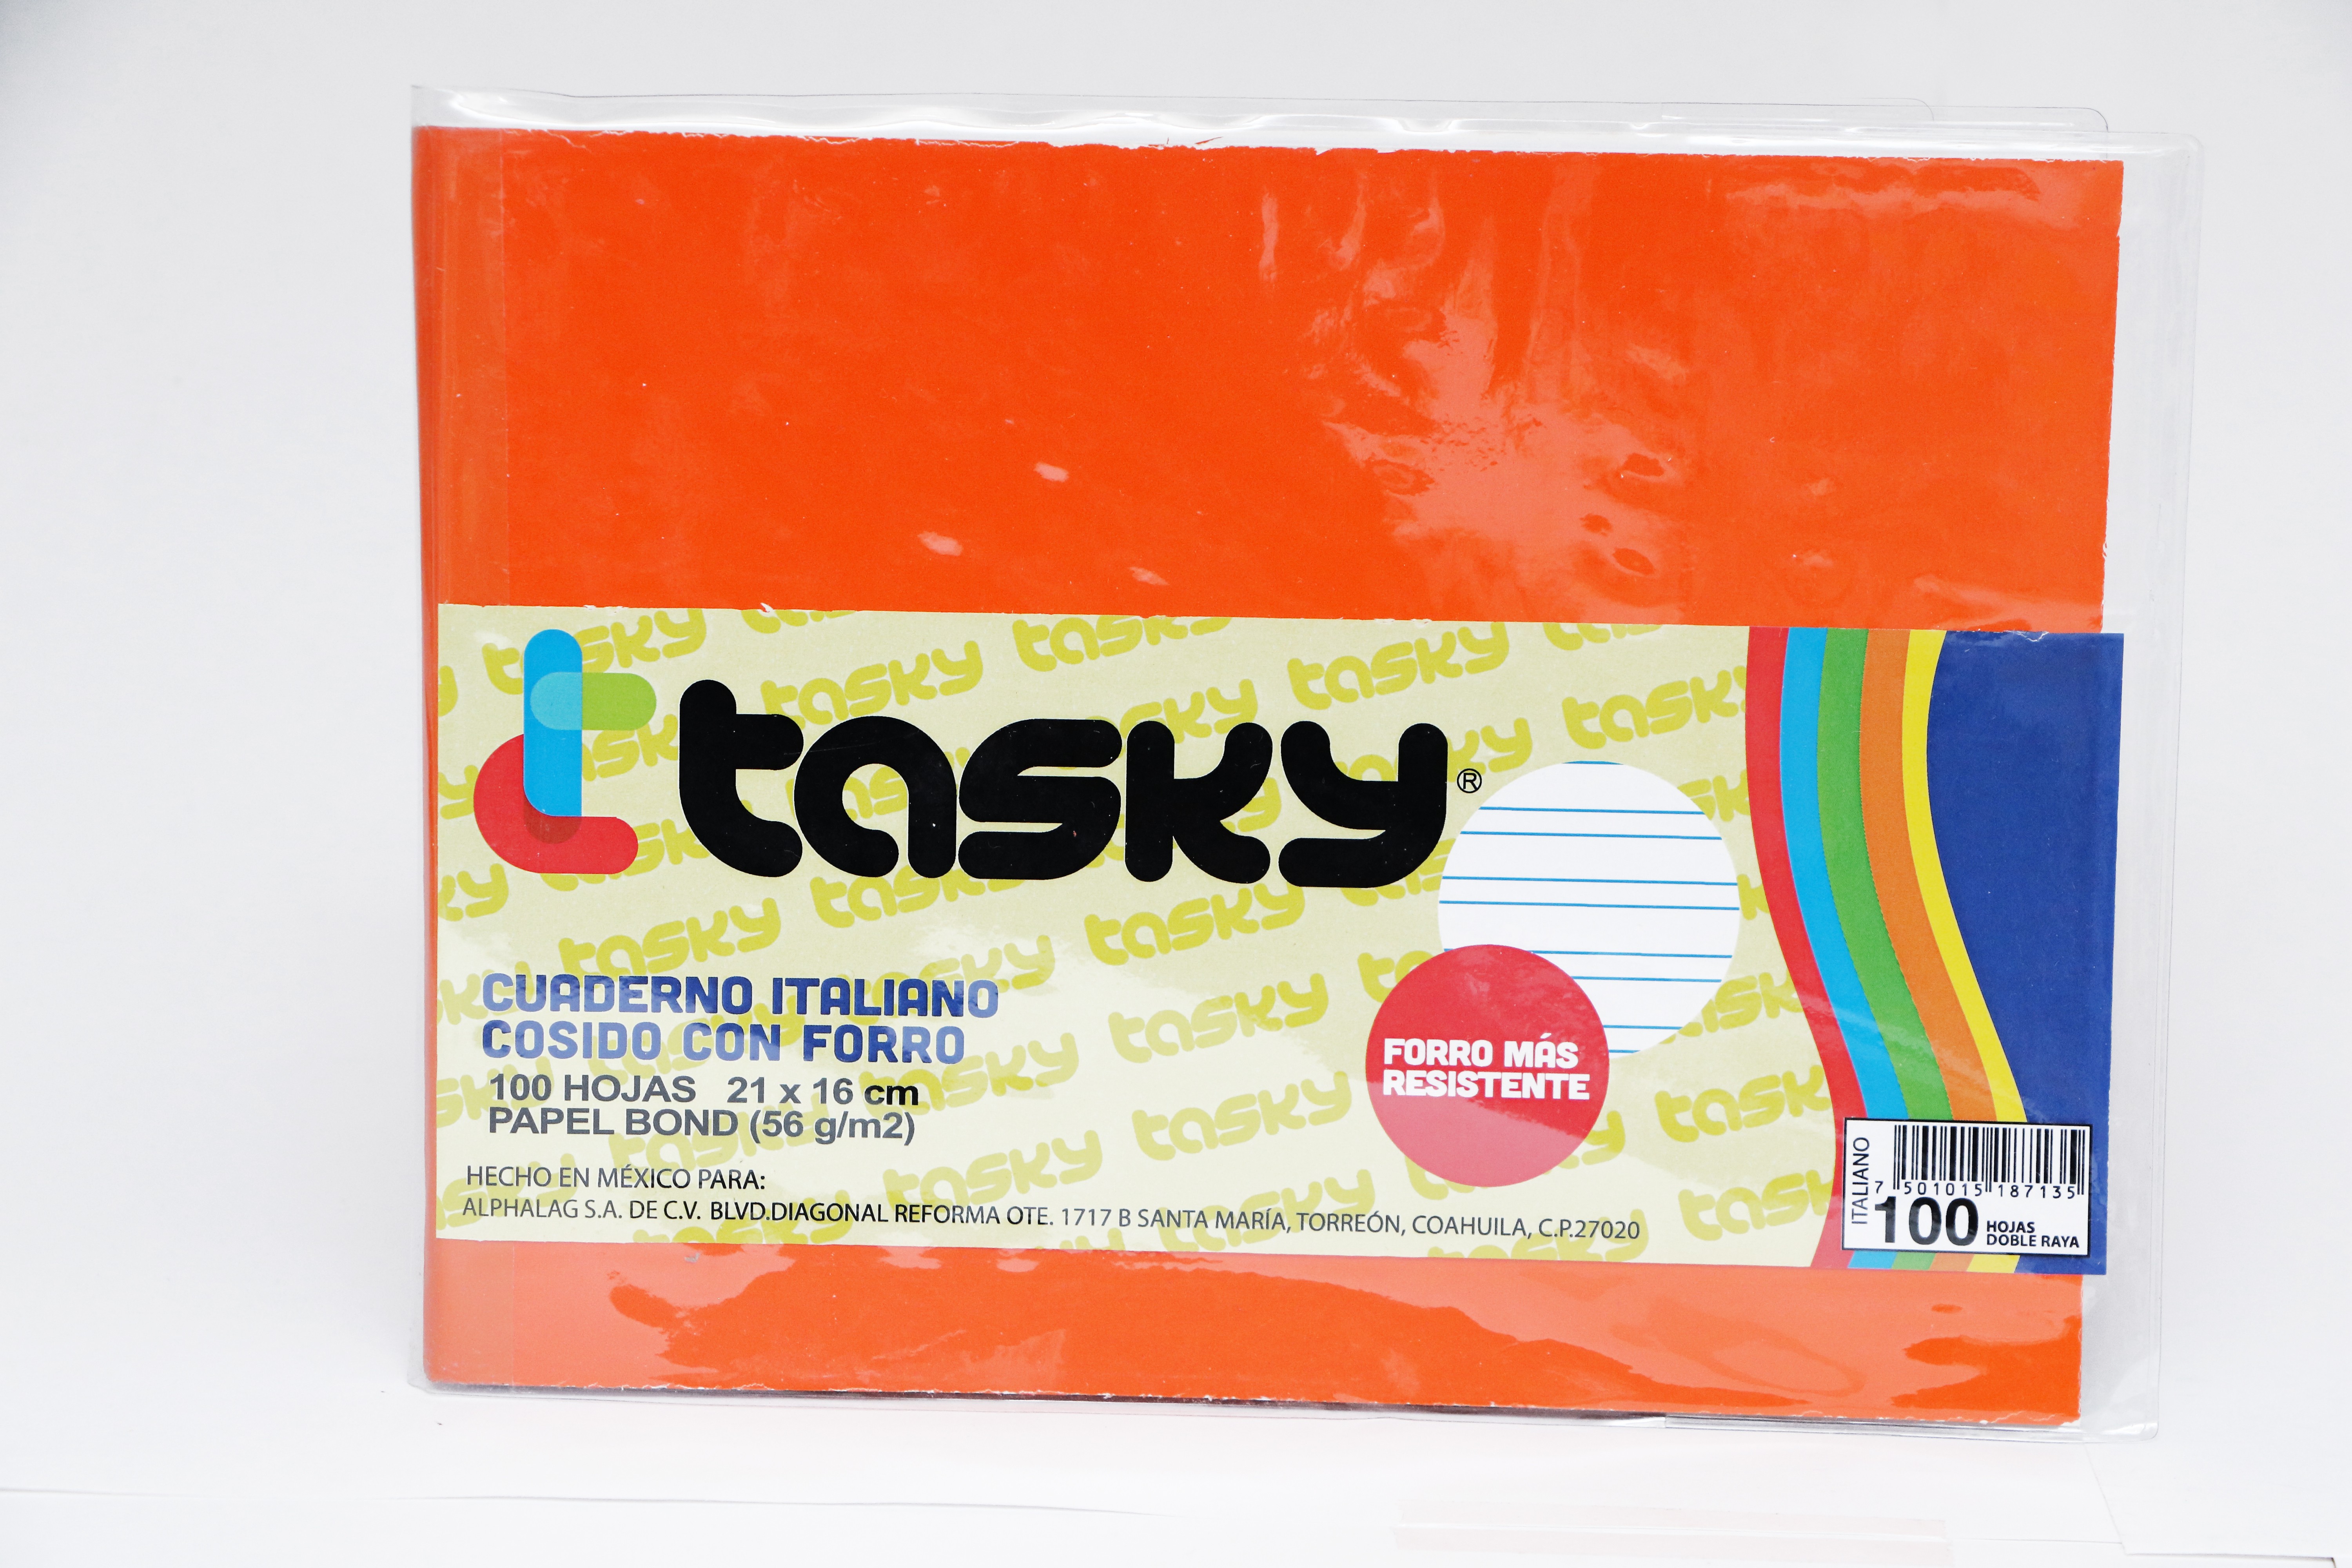 tasky®
CUADERNO ITALIANO
COSIDO CON FORRO
100 HOJAS 21 x 16 cm
PAPEL BOND (56 g/m2)
FORRO MÁS
RESISTENTE
HECHO EN MÉXICO PARA:
ALPHALAG S.A. DE C.V. BLVD.DIAGONAL REFORMA OTE. 1717 B SANTA MARÍA, TORREÓN, COAHUILA, C.P.27020
ITALIANO
7 501015 187135
100 HOJAS
DOBLE RAYA